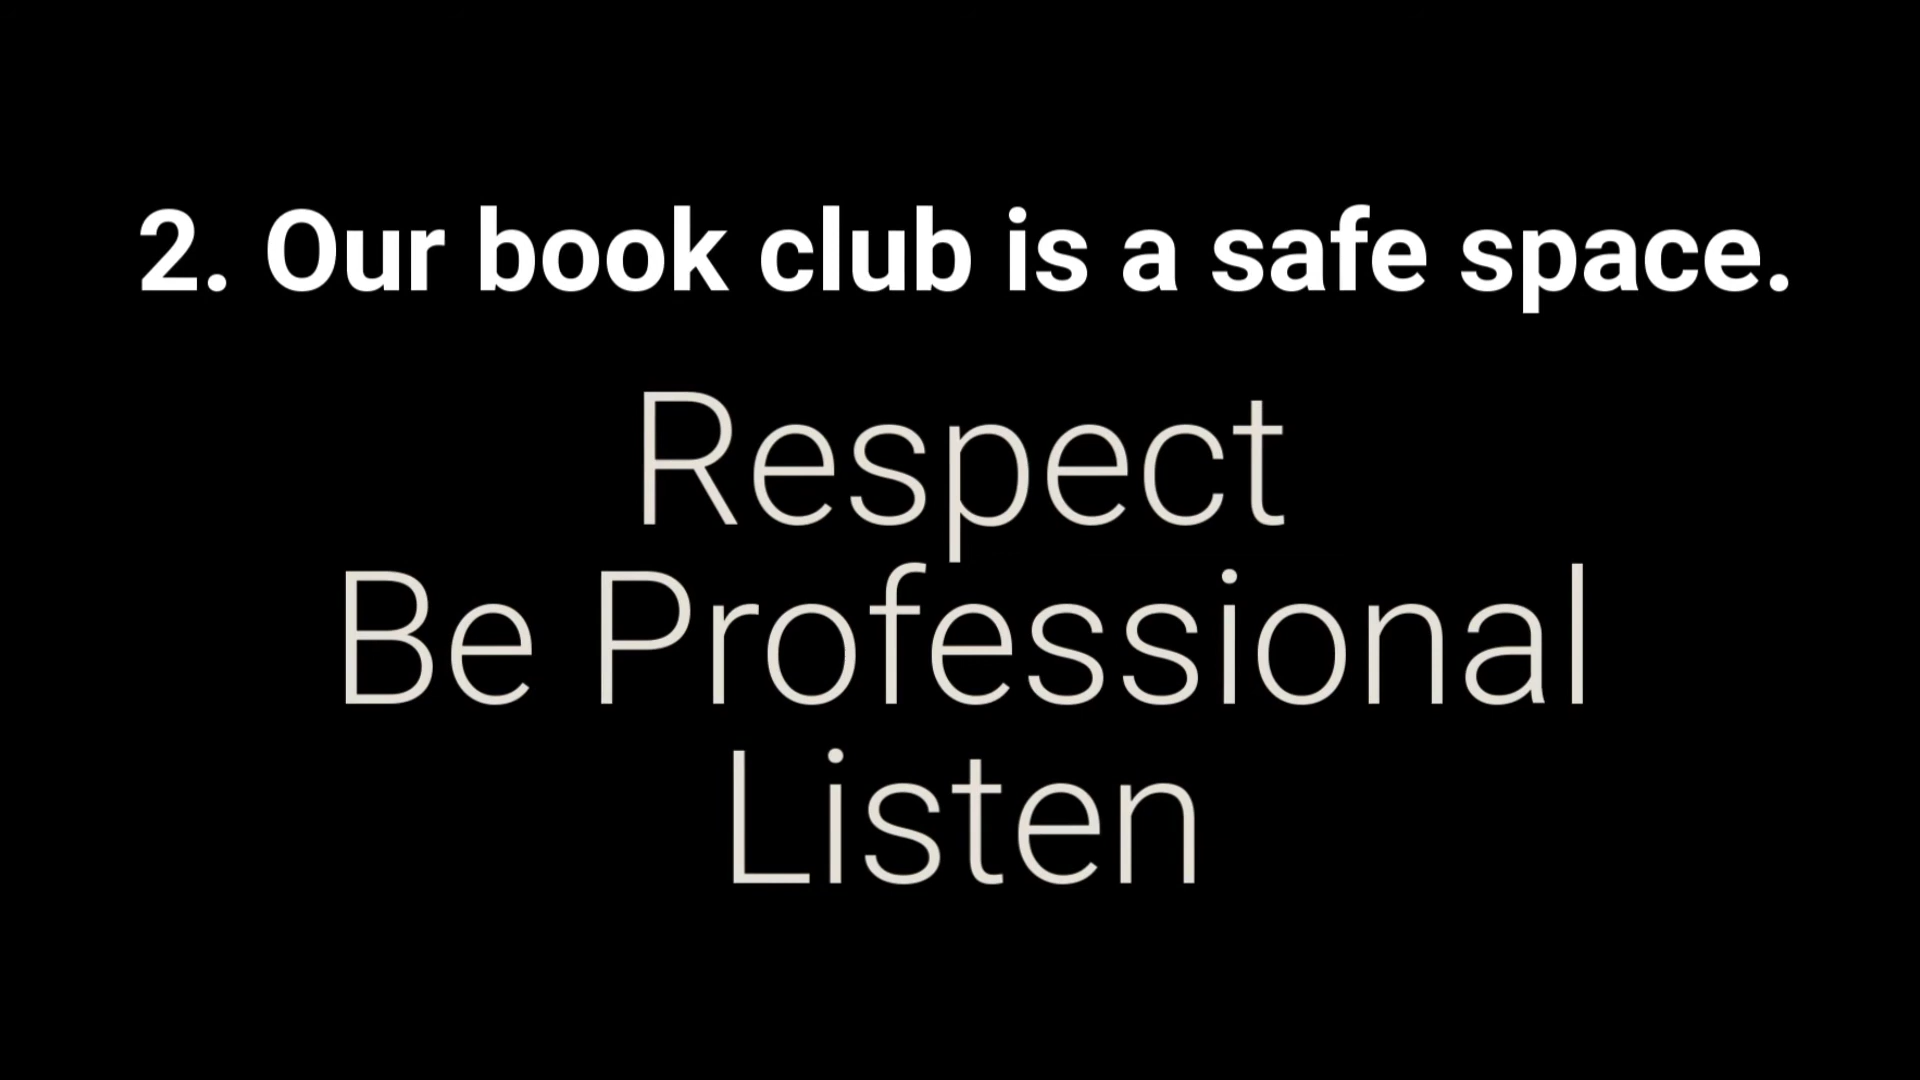 2. Our book club is a safe space.
Respect
Be Professional
Listen